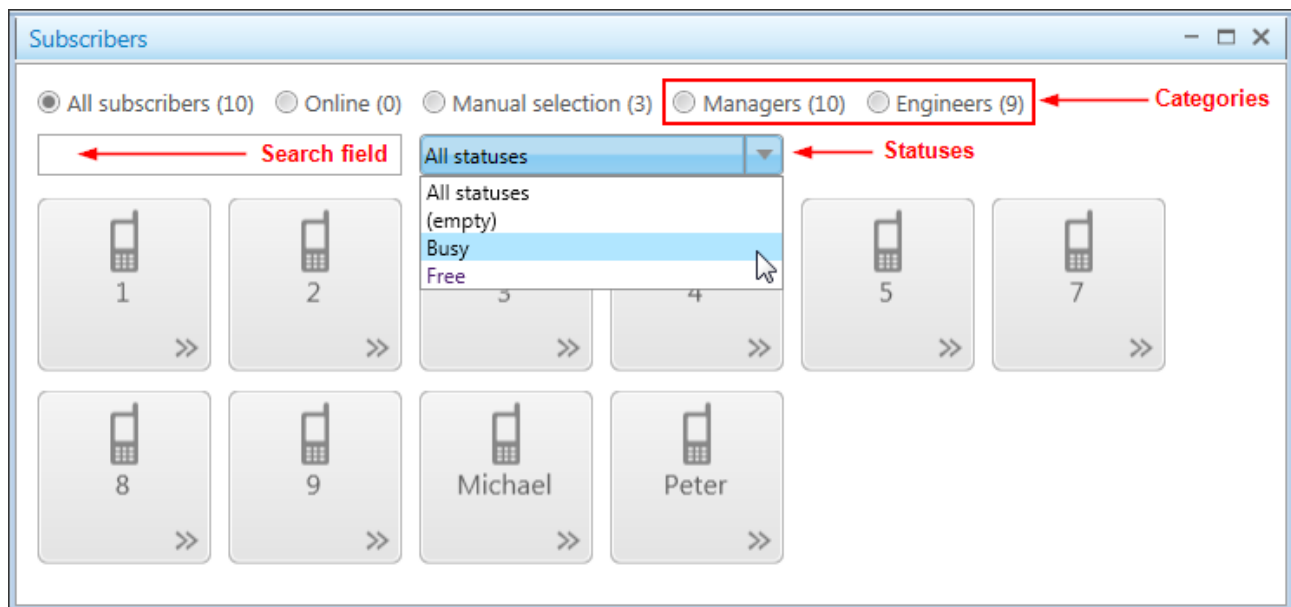 Subscribers
All subscribers (10) Online (0) Manual selection (3) Managers (10) Engineers (9) Categories
Search field All statuses Statuses
All statuses
(empty)
Busy
Free
1 2 3 4 5 7
8 9 Michael Peter